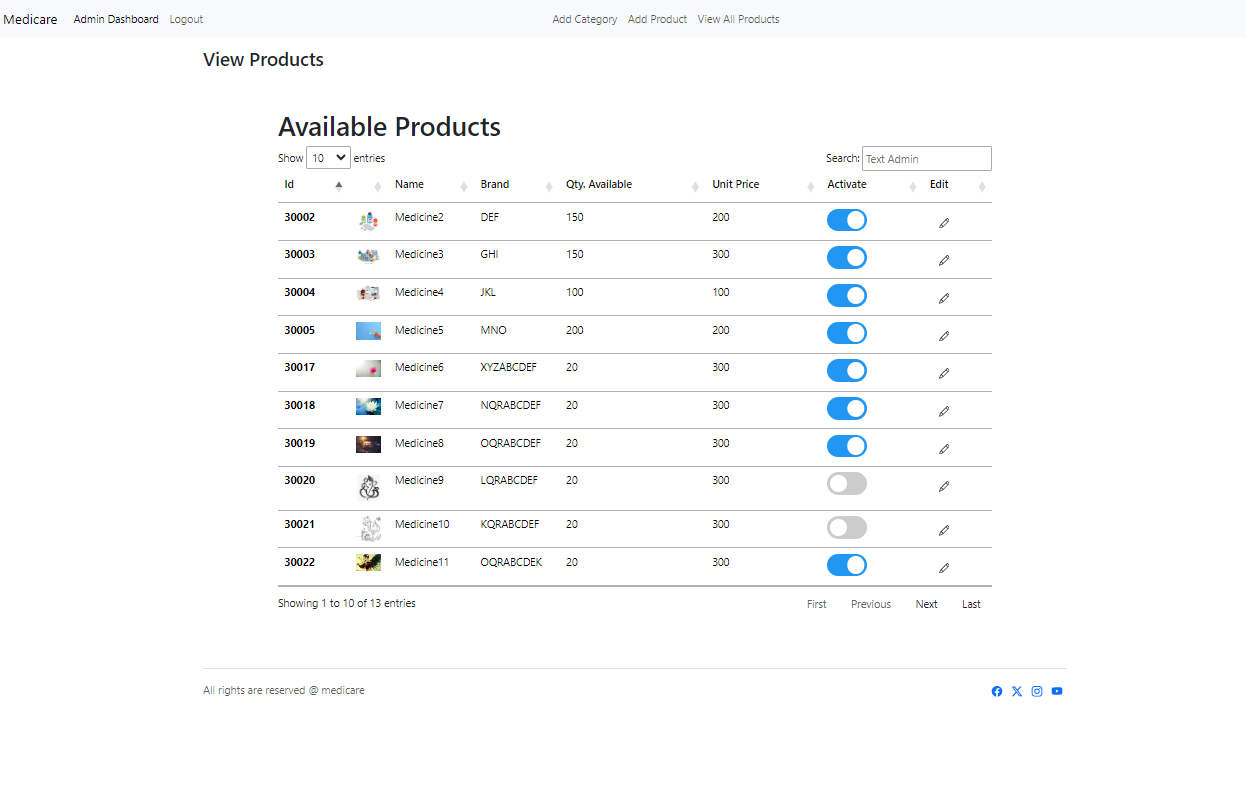 Medicare Admin Dashboard Logout Add Category Add Product View All Products
View Products
Available Products
Show 10 entries Search: Text Admin
Id Name Brand Qty. Available Unit Price Activate Edit
30002 Medicine2 DEF 150 200
30003 Medicine3 GHI 150 300
30004 Medicine4 JKL 100 100
30005 Medicine5 MNO 200 200
30017 Medicine6 XYZABCDEF 20 300
30018 Medicine7 NQRABCDEF 20 300
30019 Medicine8 OQRABCDEF 20 300
30020 Medicine9 LQRABCDEF 20 300
30021 Medicine10 KQRABCDEF 20 300
30022 Medicine11 OQRABCDEK 20 300
Showing 1 to 10 of 13 entries First Previous Next Last
All rights are reserved @ medicare